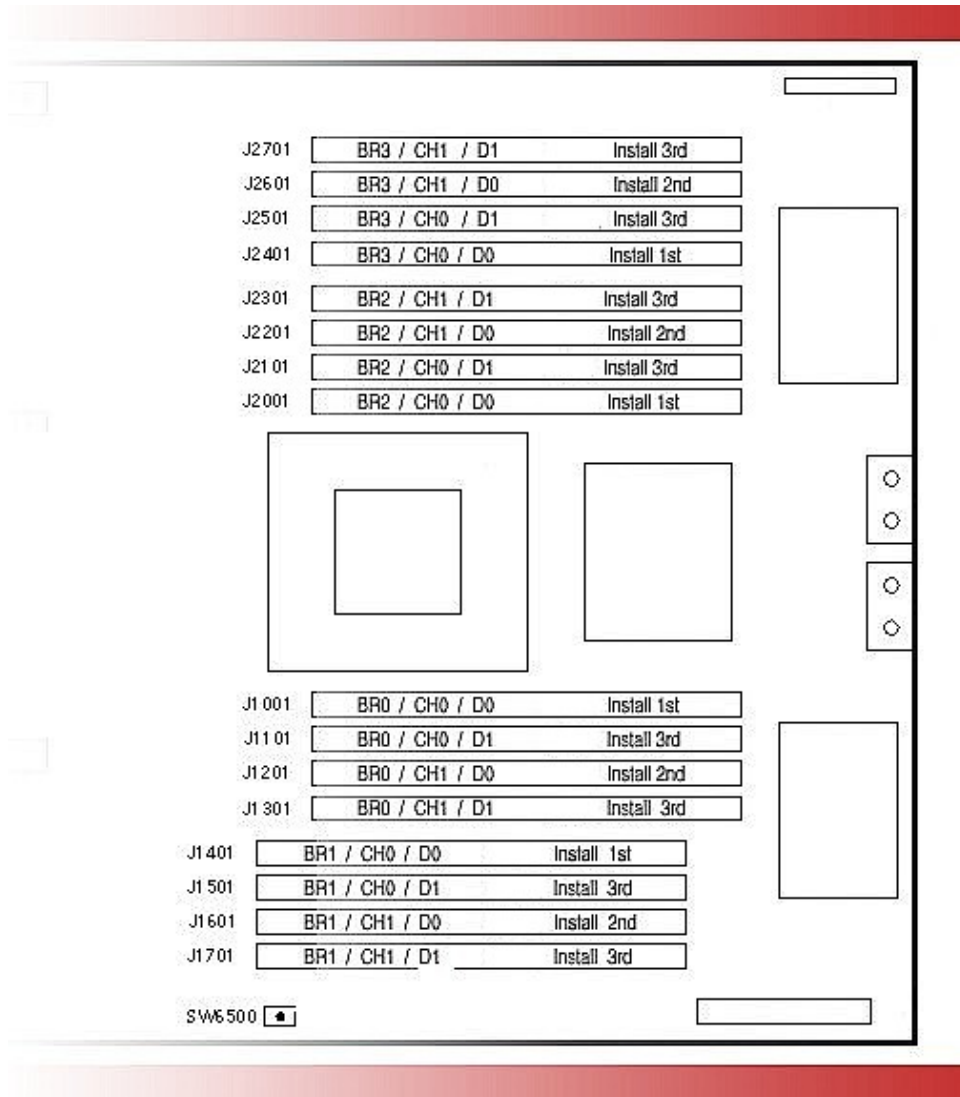 J2701 BR3 / CH1 / D1 Install 3rd
J2601 BR3 / CH1 / D0 Install 2nd
J2501 BR3 / CH0 / D1 Install 3rd
J2401 BR3 / CH0 / D0 Install 1st
J2301 BR2 / CH1 / D1 Install 3rd
J2201 BR2 / CH1 / D0 Install 2nd
J2101 BR2 / CH0 / D1 Install 3rd
J2001 BR2 / CH0 / D0 Install 1st
J1001 BR0 / CH0 / D0 Install 1st
J1101 BR0 / CH0 / D1 Install 3rd
J1201 BR0 / CH1 / D0 Install 2nd
J1301 BR0 / CH1 / D1 Install 3rd
J1401 BR1 / CH0 / D0 Install 1st
J1501 BR1 / CH0 / D1 Install 3rd
J1601 BR1 / CH1 / D0 Install 2nd
J1701 BR1 / CH1 / D1 Install 3rd
SW6500